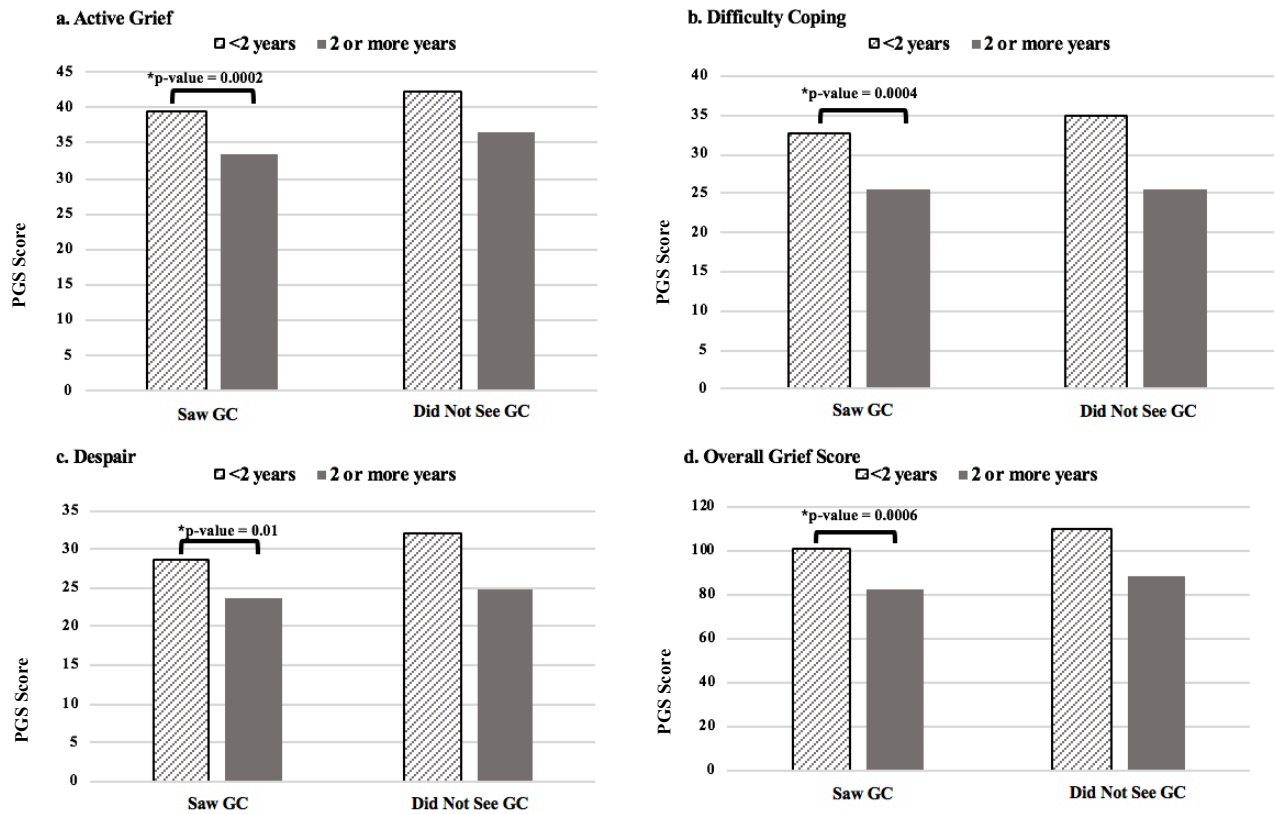 a. Active Grief
<2 years 2 or more years
*p-value = 0.0002
45
40
35
30
25
20
15
10
5
0
PGS Score
Saw GC Did Not See GC
b. Difficulty Coping
<2 years 2 or more years
*p-value = 0.0004
40
35
30
25
20
15
10
5
0
PGS Score
Saw GC Did Not See GC
c. Despair
<2 years 2 or more years
*p-value = 0.01
35
30
25
20
15
10
5
0
PGS Score
Saw GC Did Not See GC
d. Overall Grief Score
<2 years 2 or more years
*p-value = 0.0006
120
100
80
60
40
20
0
PGS Score
Saw GC Did Not See GC